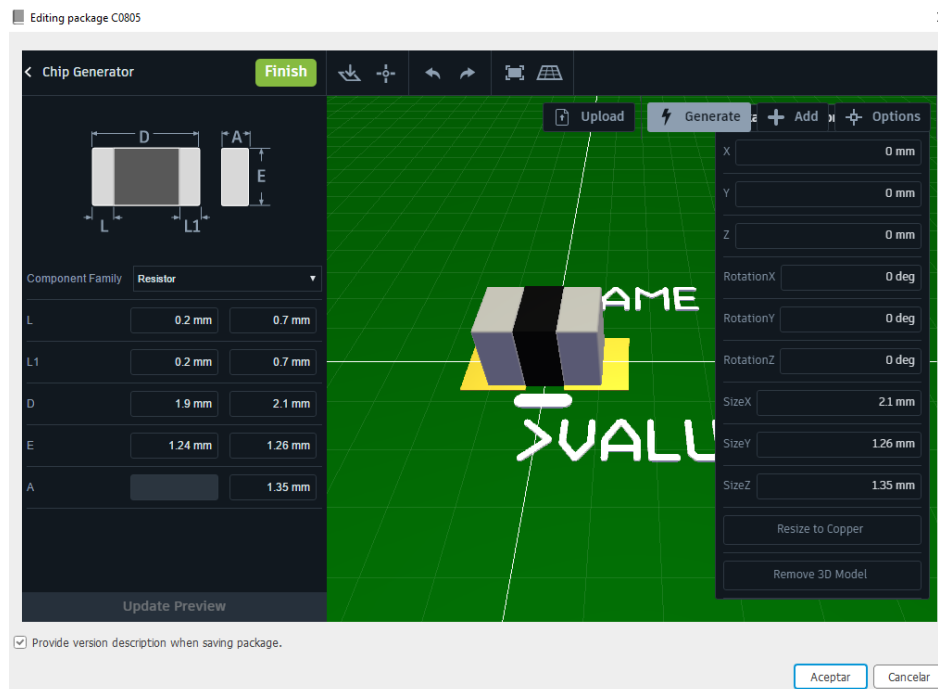 Editing package C0805
Chip Generator
Finish
Upload
Generate
Add
Options
D
A
E
L
L1
Component Family
Resistor
L
0.2 mm
0.7 mm
L1
0.2 mm
0.7 mm
D
1.9 mm
2.1 mm
E
1.24 mm
1.26 mm
A
1.35 mm
Update Preview
AME
>VALU
X
0 mm
Y
0 mm
Z
0 mm
RotationX
0 deg
RotationY
0 deg
RotationZ
0 deg
SizeX
2.1 mm
SizeY
1.26 mm
SizeZ
1.35 mm
Resize to Copper
Remove 3D Model
Provide version description when saving package.
Aceptar
Cancelar